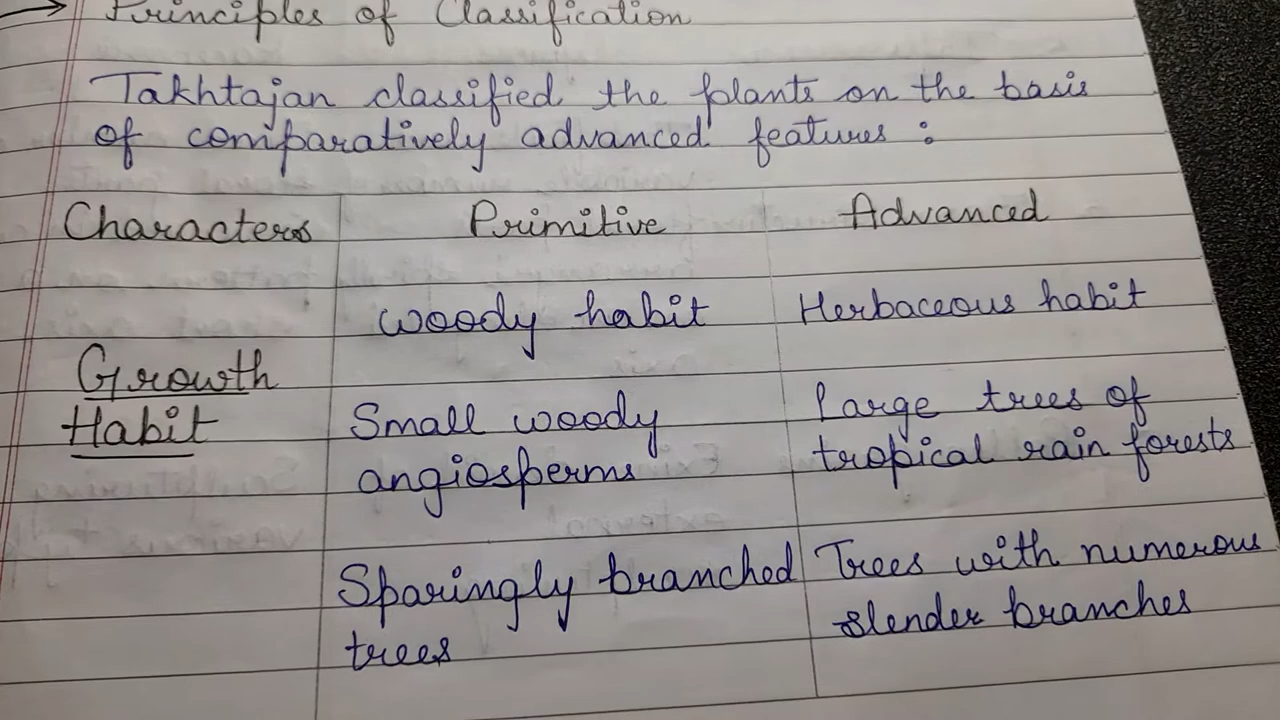 → Principles of Classification
Takhtajan classified the plants on the basis
of comparatively advanced features :
Characters Primitive Advanced
Woody habit Herbaceous habit
Growth
Habit
Small woody
angiosperms
Large trees of
tropical rain forests
Sparingly branched
trees
Trees with numerous
slender branches